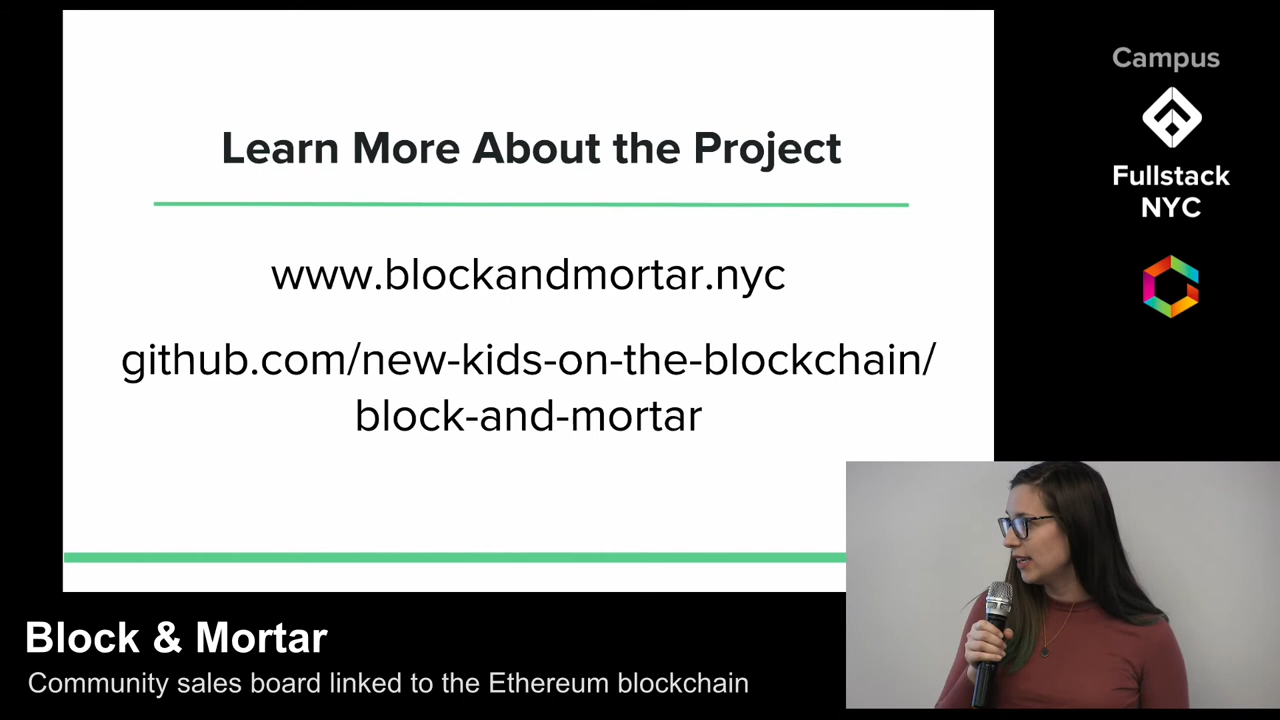 Learn More About the Project
www.blockandmortar.nyc
github.com/new-kids-on-the-blockchain/
block-and-mortar
Campus
Fullstack
NYC
Block & Mortar
Community sales board linked to the Ethereum blockchain